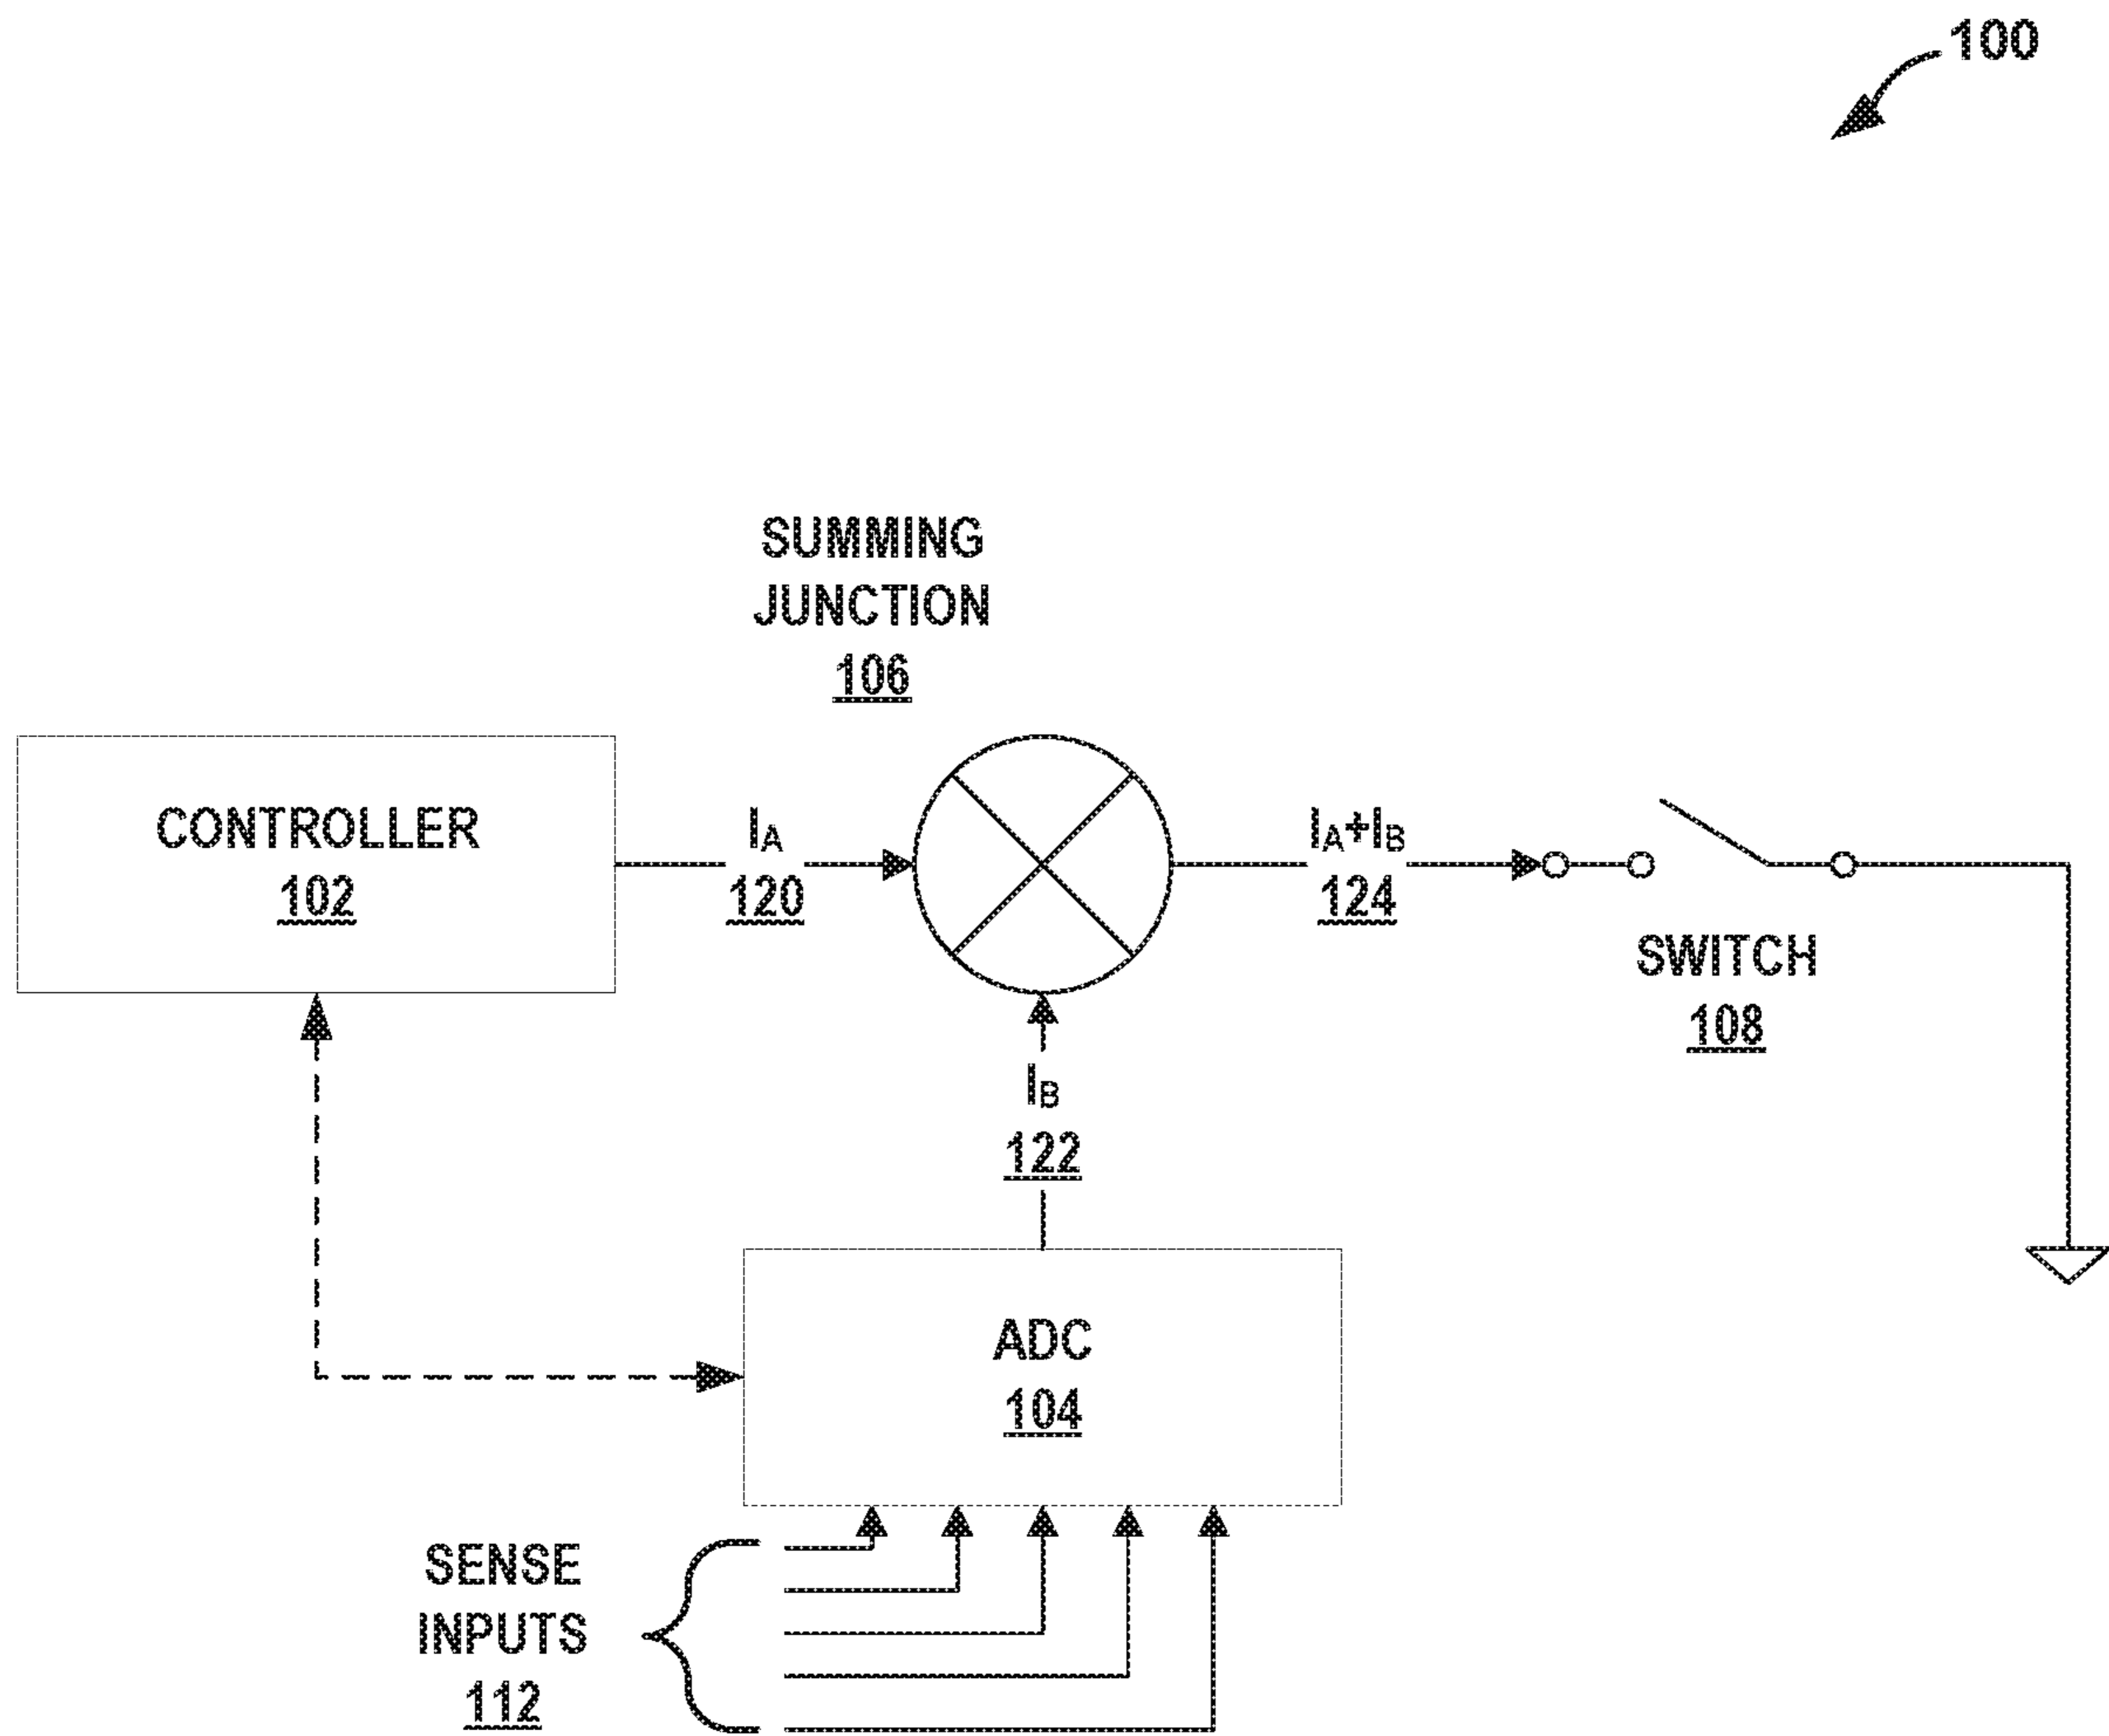 100
SUMMING
JUNCTION
106
CONTROLLER
102
IA
120
IA+IB
124
SWITCH
108
IB
122
ADC
104
SENSE
INPUTS
112